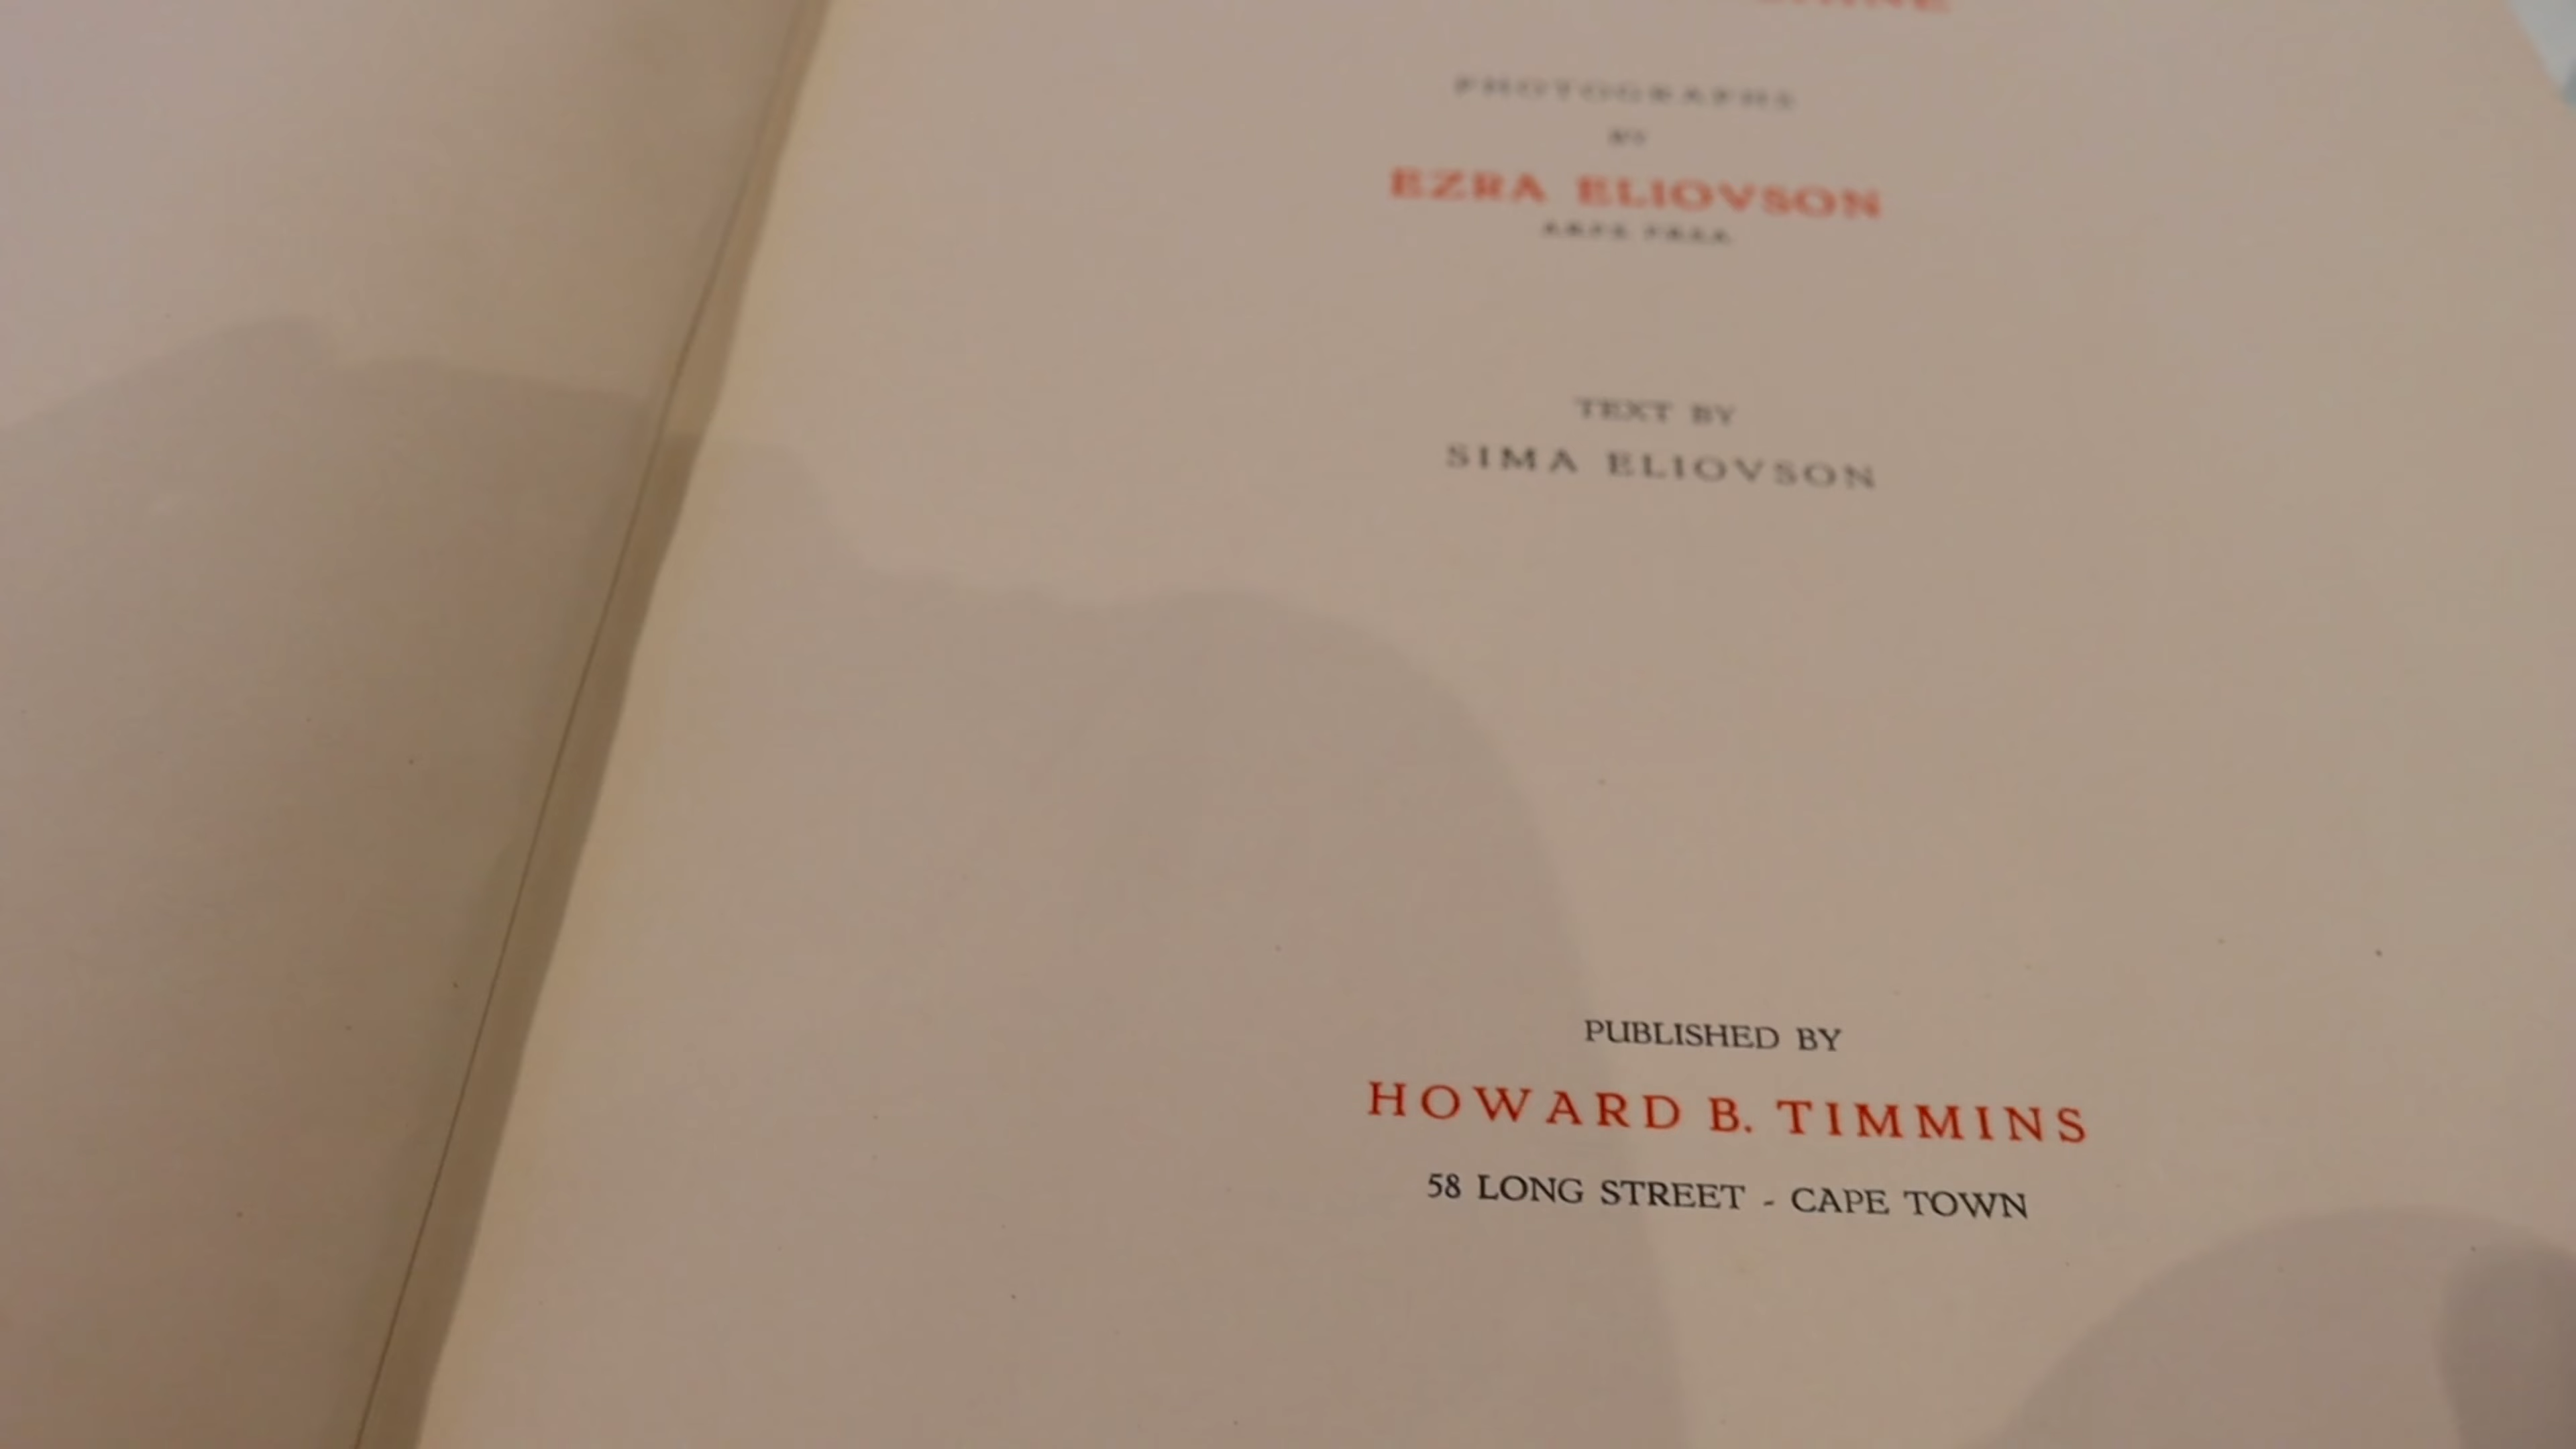 PHOTOGRAPHS
BY
EZRA ELIOVSON
TEXT BY
SIMA ELIOVSON
PUBLISHED BY
HOWARD B. TIMMINS
58 LONG STREET - CAPE TOWN